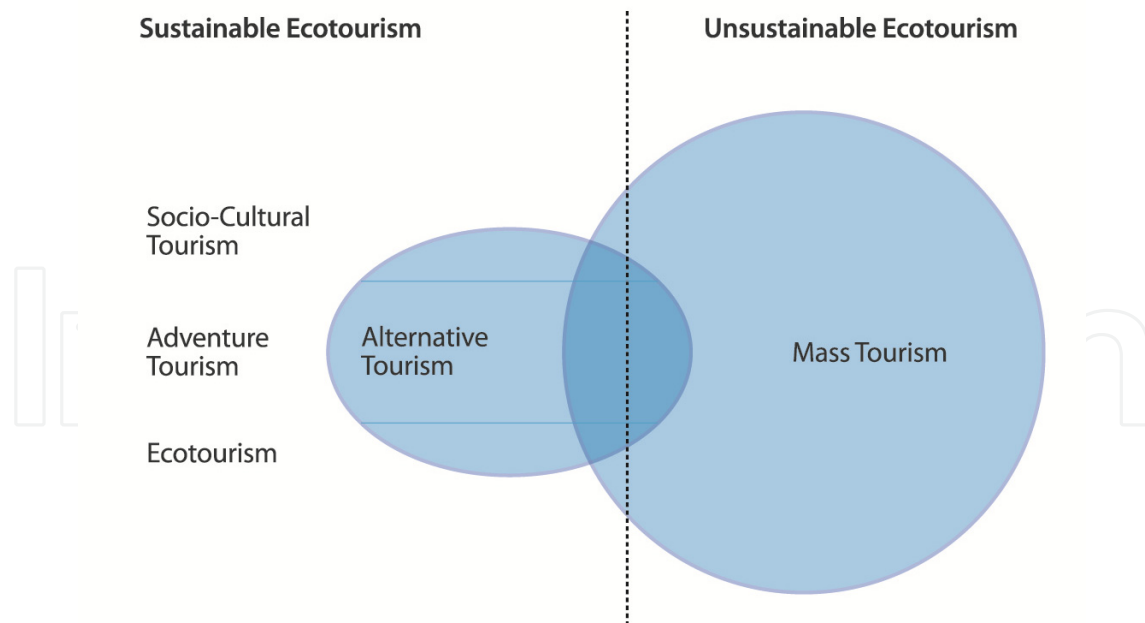 Sustainable Ecotourism
Unsustainable Ecotourism
Socio-Cultural
Tourism
Adventure
Tourism
Alternative
Tourism
Mass Tourism
Ecotourism